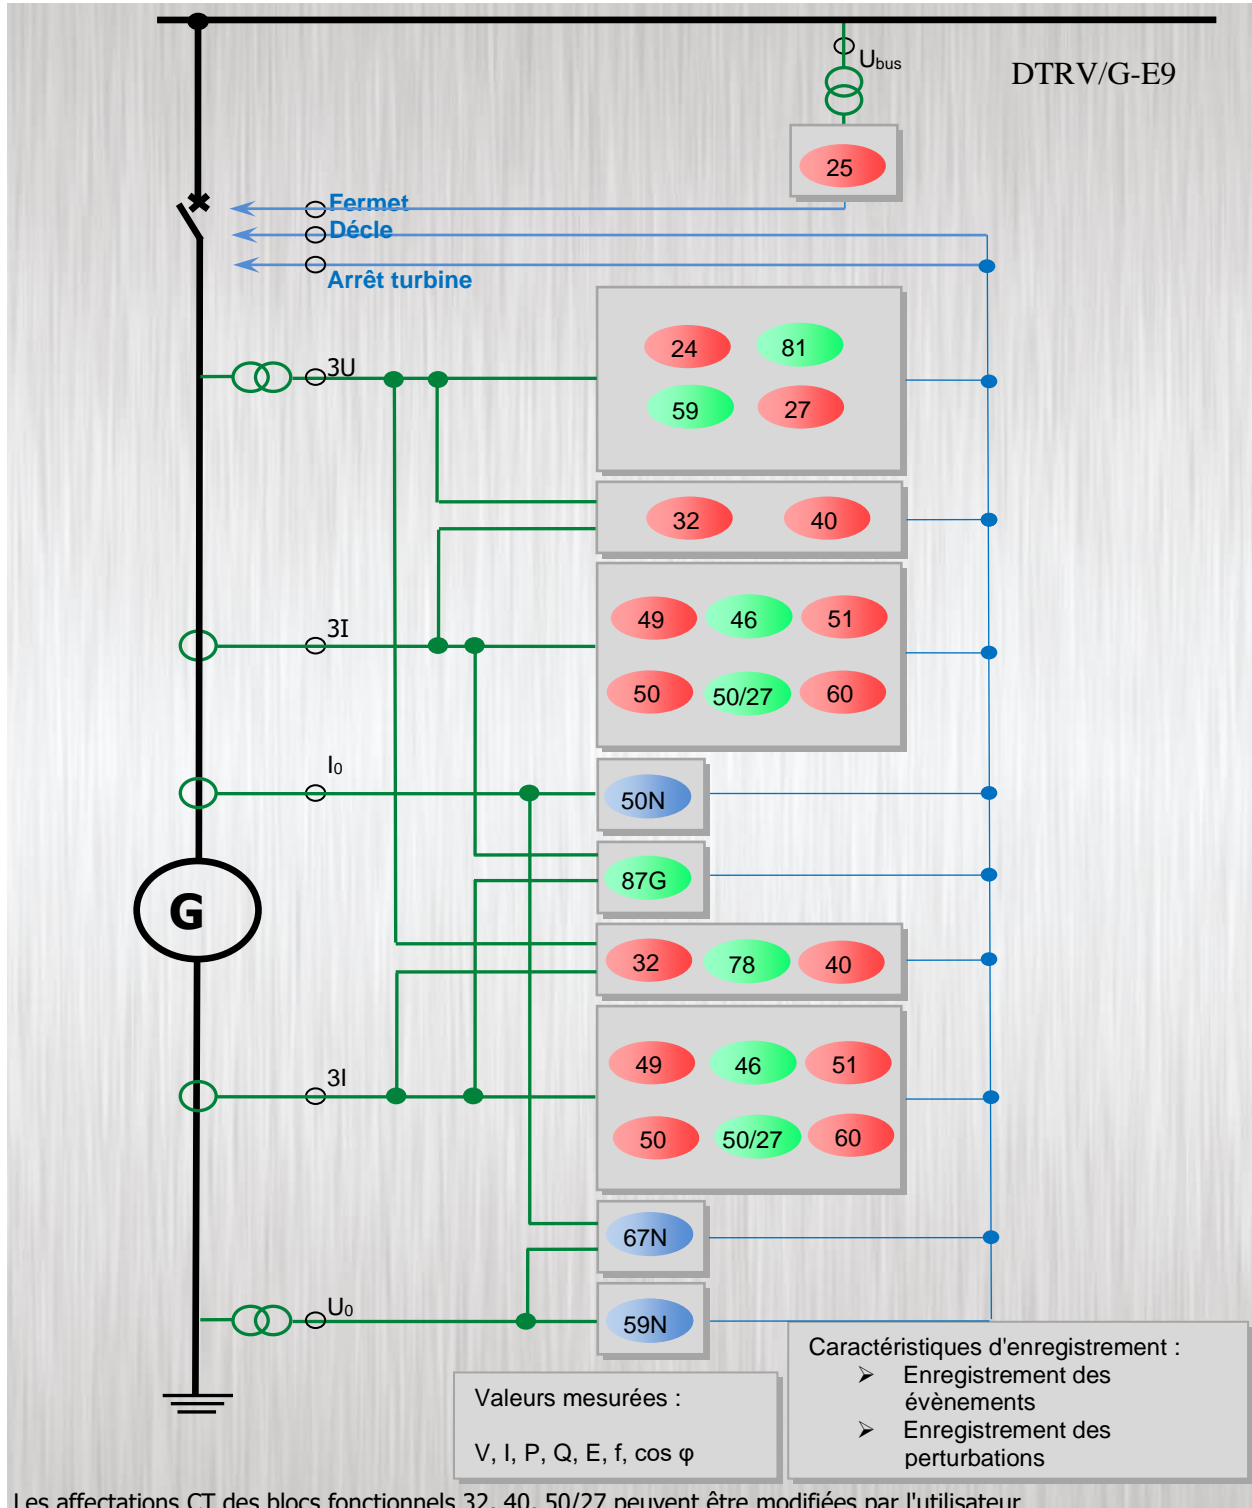 U bus
DTRV/G-E9
25
Fermet
Décle
Arrêt turbine
24
81
3U
59
27
32
40
49
46
51
3I
50
50/27
60
I0
50N
87G
G
32
78
40
49
46
51
3I
50
50/27
60
67N
U0
59N
Caractéristiques d'enregistrement :
➢ Enregistrement des
évènements
➢ Enregistrement des
perturbations
Valeurs mesurées :
V, I, P, Q, E, f, cos φ
Les affectations CT des blocs fonctionnels 32, 40, 50/27 peuvent être modifiées par l'utilisateur